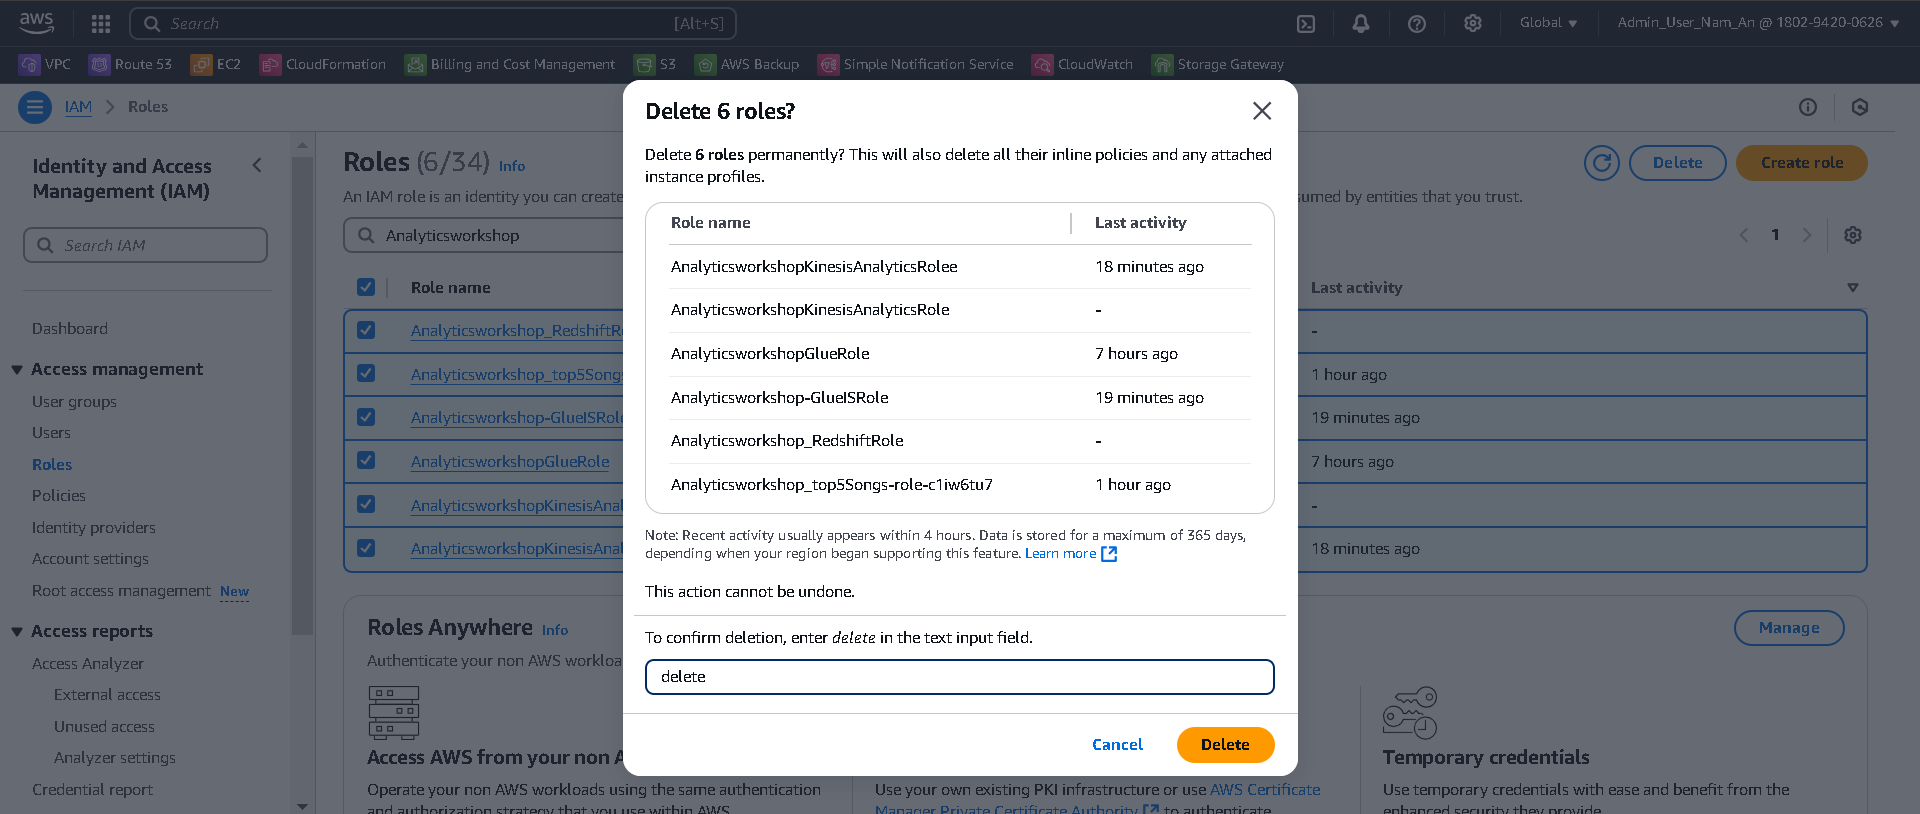 aws
Search
[Alt+S]
Global
Admin_User_Nam_An @ 1802-9420-0626
VPC
Route 53
EC2
CloudFormation
Billing and Cost Management
S3
AWS Backup
Simple Notification Service
CloudWatch
Storage Gateway
IAM
Roles
Identity and Access
Management (IAM)
Search IAM
Dashboard
Access management
User groups
Users
Roles
Policies
Identity providers
Account settings
Root access management New
Access reports
Access Analyzer
External access
Unused access
Analyzer settings
Credential report
Roles (6/34) Info
Delete
Create role
An IAM role is an identity you can create
umed by entities that you trust.
Analyticsworkshop
1
Role name
Last activity
Analyticsworkshop_RedshiftR
-
Analyticsworkshop_top5Songs
1 hour ago
Analyticsworkshop-GlueISRol
19 minutes ago
AnalyticsworkshopGlueRole
7 hours ago
AnalyticsworkshopKinesisAnal
-
AnalyticsworkshopKinesisAnal
18 minutes ago
Roles Anywhere Info
Manage
Authenticate your non AWS workloa
Access AWS from your non A
Operate your non AWS workloads using the same authentication
and authorization strategy that you use within AWS
Use your own existing PKI infrastructure or use AWS Certificate
Manager Private Certificate Authority to authenticate
Temporary credentials
Use temporary credentials with ease and benefit from the
enhanced security they provide
Delete 6 roles?
Delete 6 roles permanently? This will also delete all their inline policies and any attached
instance profiles.
Role name
Last activity
AnalyticsworkshopKinesisAnalyticsRolee
18 minutes ago
AnalyticsworkshopKinesisAnalyticsRole
-
AnalyticsworkshopGlueRole
7 hours ago
Analyticsworkshop-GlueISRole
19 minutes ago
Analyticsworkshop_RedshiftRole
-
Analyticsworkshop_top5Songs-role-c1iw6tu7
1 hour ago
Note: Recent activity usually appears within 4 hours. Data is stored for a maximum of 365 days,
depending when your region began supporting this feature. Learn more
This action cannot be undone.
To confirm deletion, enter delete in the text input field.
delete
Cancel
Delete